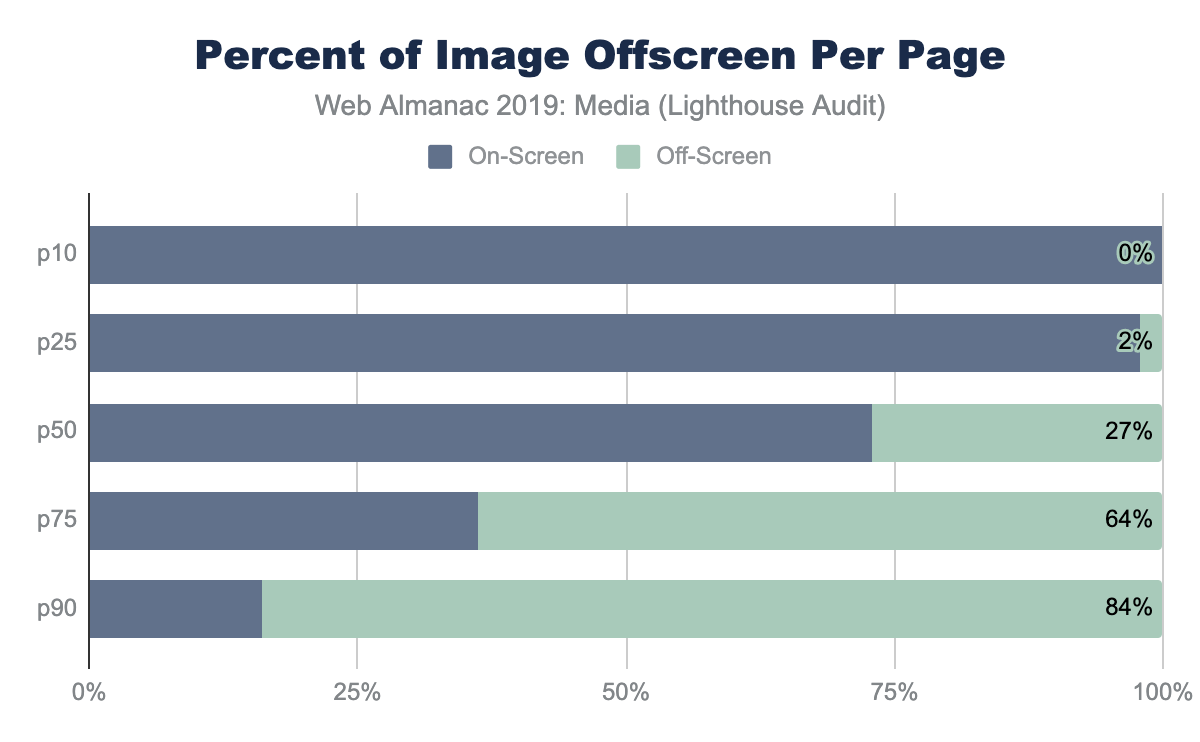 Percent of Image Offscreen Per Page
Web Almanac 2019: Media (Lighthouse Audit)
On-Screen Off-Screen
p10 0%
p25 2%
p50 27%
p75 64%
p90 84%
0% 25% 50% 75% 100%